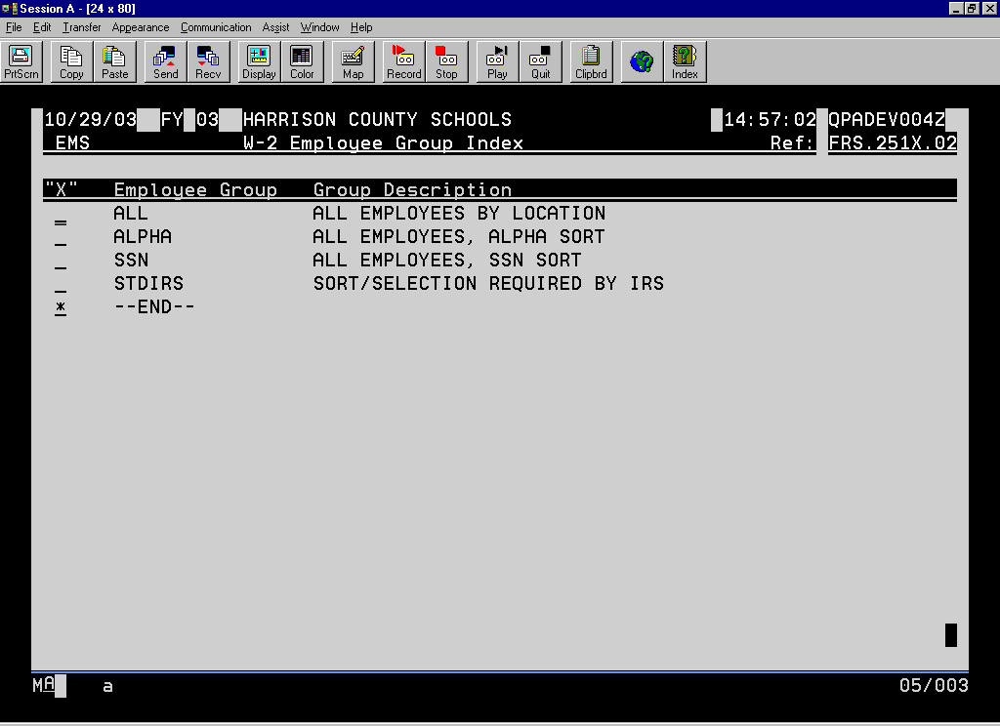 Session A - [24 x 80]
File Edit Transfer Appearance Communication Assist Window Help
PrtScrn Copy Paste Send Recv Display Color Map Record Stop Play Quit Clipbrd Index
10/29/03 FY 03 HARRISON COUNTY SCHOOLS 14:57:02 QPADEV004Z
EMS W-2 Employee Group Index Ref: FRS.251X.02
"X" Employee Group Group Description
_ ALL ALL EMPLOYEES BY LOCATION
_ ALPHA ALL EMPLOYEES, ALPHA SORT
_ SSN ALL EMPLOYEES, SSN SORT
_ STDIRS SORT/SELECTION REQUIRED BY IRS
* --END--
MA a 05/003